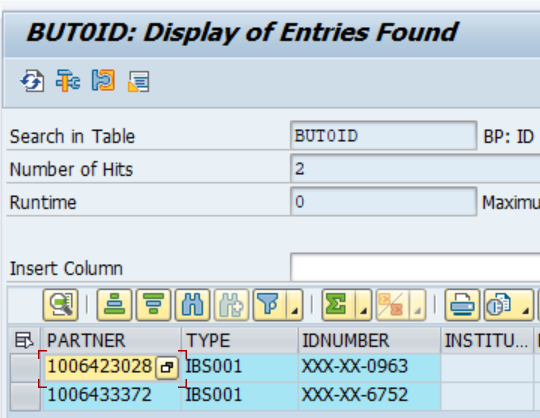 BUT0ID: Display of Entries Found
Search in Table BUT0ID BP: ID
Number of Hits 2
Runtime 0 Maximu
Insert Column
PARTNER TYPE IDNUMBER INSTITU...
1006423028 IBS001 XXX-XX-0963
1006433372 IBS001 XXX-XX-6752